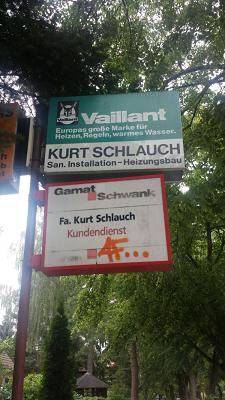 Vaillant
Europas große Marke für
Heizen, Regeln, warmes Wasser.
KURT SCHLAUCH
San. Installation-Heizungsbau
Gamat Schwank
Fa. Kurt Schlauch
Kundendienst
AF...